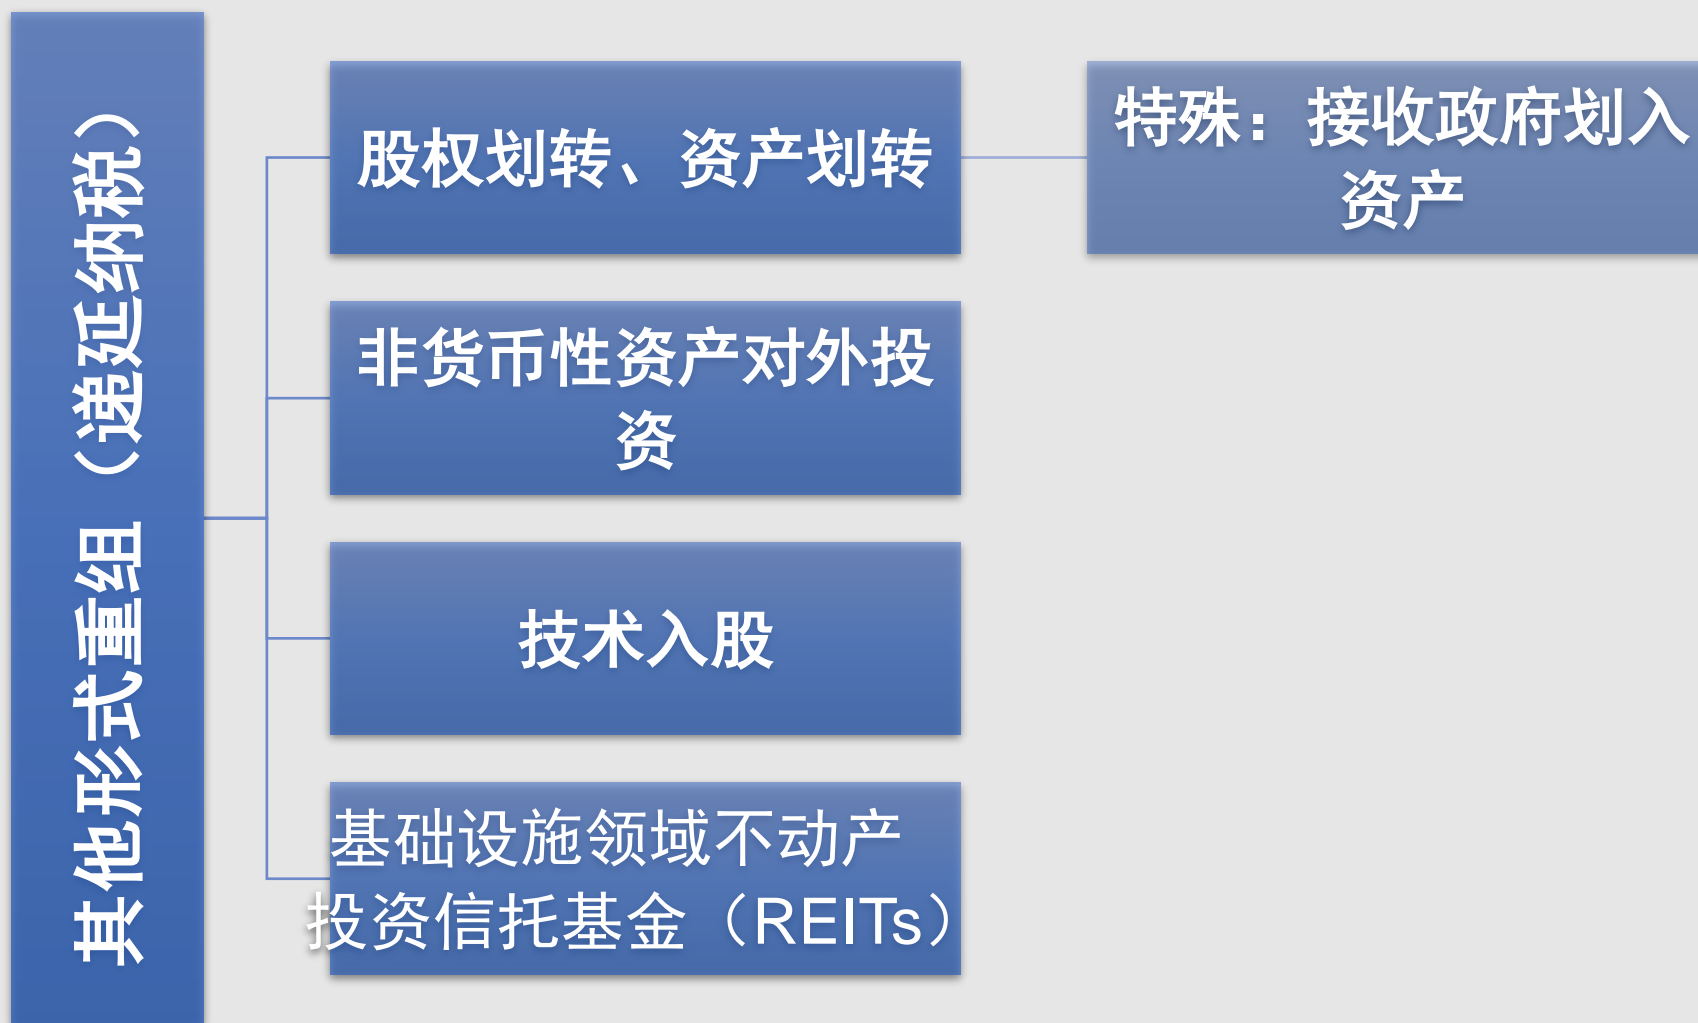 其他形式重组（递延纳税）
股权划转、资产划转
特殊：接收政府划入
资产
非货币性资产对外投
资
技术入股
基础设施领域不动产
投资信托基金（REITs）